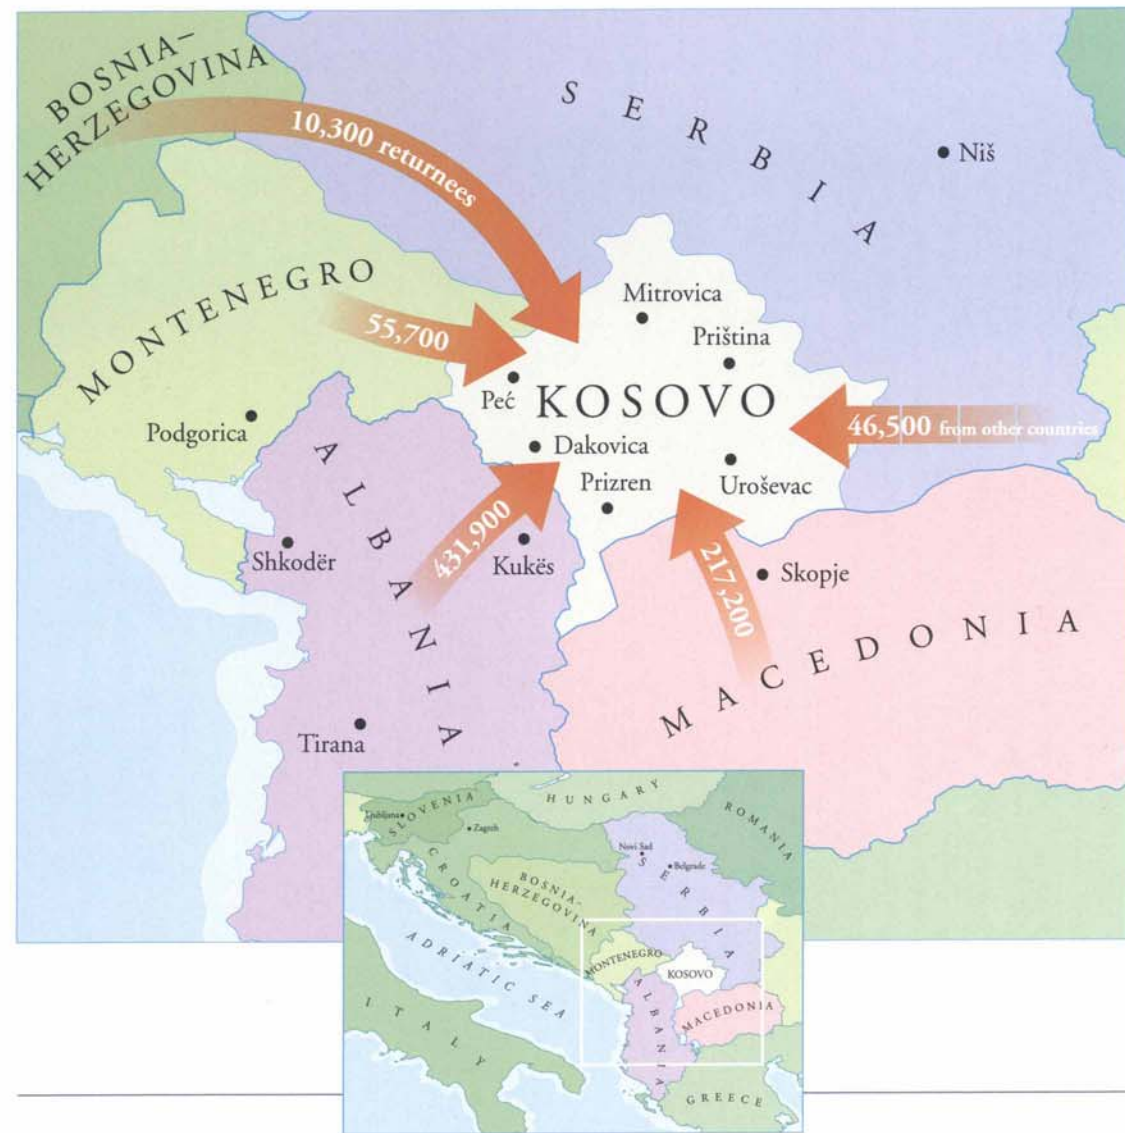 BOSNIA–
HERZEGOVINA
SERBIA
10,300 returnees
Niš
MONTENEGRO
Mitrovica
55,700
Priština
Peć
KOSOVO
46,500 from other countries
Podgorica
Dakovica
ALBANIA
Prizren
Uroševac
431,900
217,200
Shkodër
Kukës
Skopje
MACEDONIA
Tirana
SLOVENIA
HUNGARY
Ljubljana
Zagreb
ROMANIA
CROATIA
Novi Sad
Belgrade
SERBIA
BOSNIA–
HERZEGOVINA
ADRIATIC SEA
MONTENEGRO
KOSOVO
ITALY
ALBANIA
MACEDONIA
GREECE